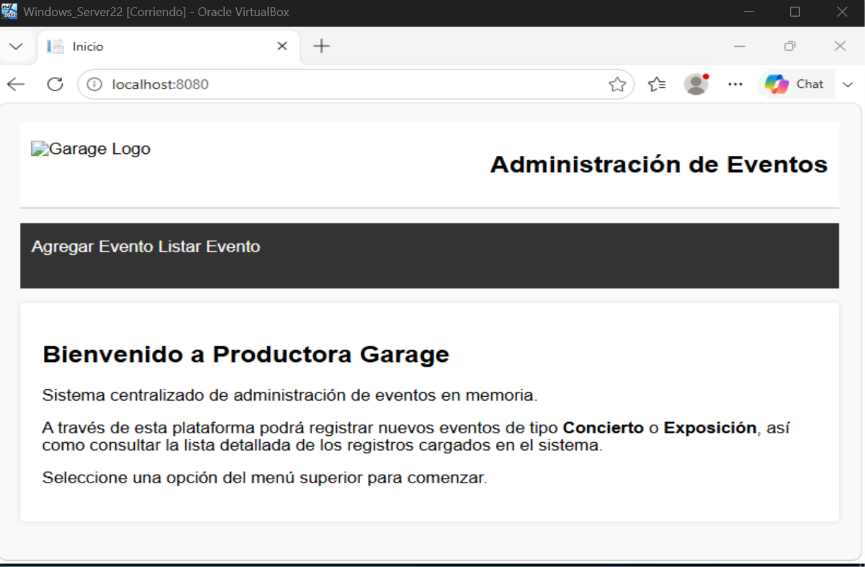 Windows_Server22 [Corriendo] - Oracle VirtualBox
Inicio
localhost:8080
Chat
Garage Logo
Administración de Eventos
Agregar Evento Listar Evento
Bienvenido a Productora Garage
Sistema centralizado de administración de eventos en memoria.
A través de esta plataforma podrá registrar nuevos eventos de tipo Concierto o Exposición, así
como consultar la lista detallada de los registros cargados en el sistema.
Seleccione una opción del menú superior para comenzar.